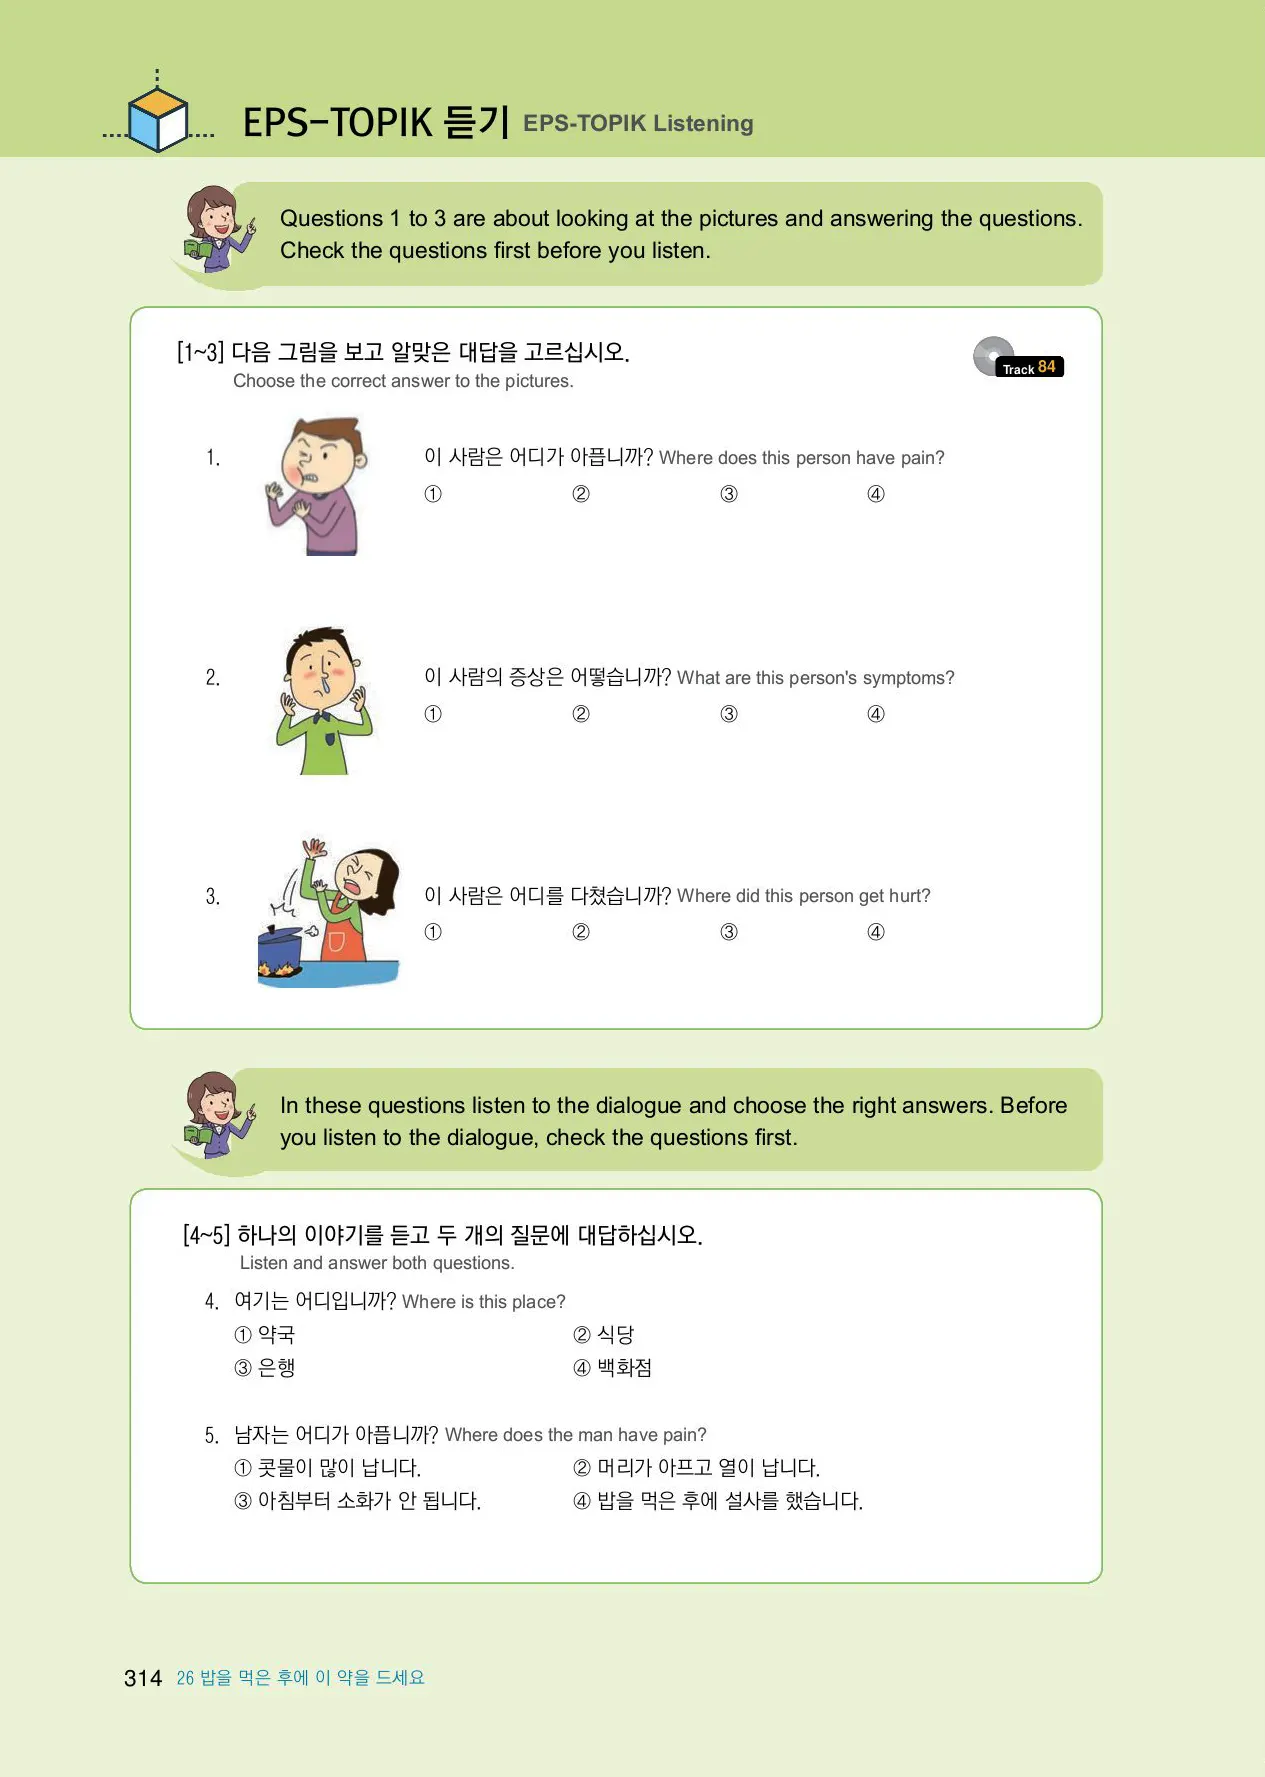 EPS-TOPIK 듣기 EPS-TOPIK Listening
Questions 1 to 3 are about looking at the pictures and answering the questions.
Check the questions first before you listen.
[1~3] 다음 그림을 보고 알맞은 대답을 고르십시오.
Choose the correct answer to the pictures.
Track 84
1. 이 사람은 어디가 아픕니까? Where does this person have pain?
① ② ③ ④
2. 이 사람의 증상은 어떻습니까? What are this person's symptoms?
① ② ③ ④
3. 이 사람은 어디를 다쳤습니까? Where did this person get hurt?
① ② ③ ④
In these questions listen to the dialogue and choose the right answers. Before
you listen to the dialogue, check the questions first.
[4~5] 하나의 이야기를 듣고 두 개의 질문에 대답하십시오.
Listen and answer both questions.
4. 여기는 어디입니까? Where is this place?
① 약국 ② 식당
③ 은행 ④ 백화점
5. 남자는 어디가 아픕니까? Where does the man have pain?
① 콧물이 많이 납니다. ② 머리가 아프고 열이 납니다.
③ 아침부터 소화가 안 됩니다. ④ 밥을 먹은 후에 설사를 했습니다.
314 26 밥을 먹은 후에 이 약을 드세요